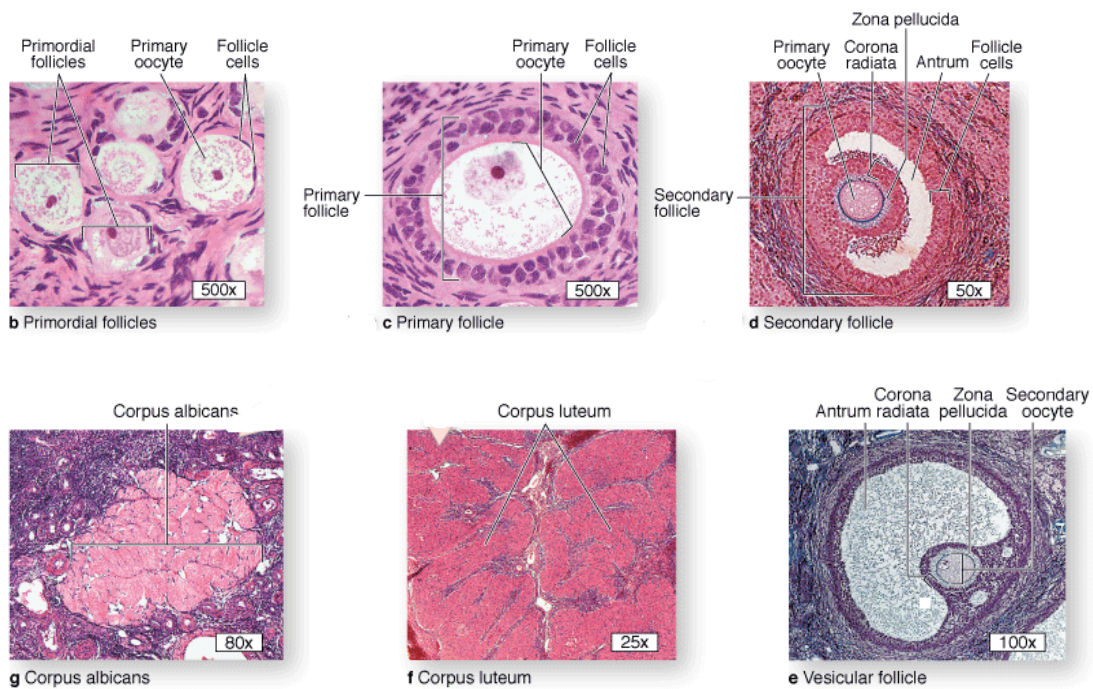 Primordial
follicles
Primary
oocyte
Follicle
cells
500x
b Primordial follicles
Primary
oocyte
Follicle
cells
Primary
follicle
500x
c Primary follicle
Zona pellucida
Primary
oocyte
Corona
radiata
Antrum
Follicle
cells
Secondary
follicle
50x
d Secondary follicle
Corpus albicans
80x
g Corpus albicans
Corpus luteum
25x
f Corpus luteum
Antrum
Corona
radiata
Zona
pellucida
Secondary
oocyte
100x
e Vesicular follicle